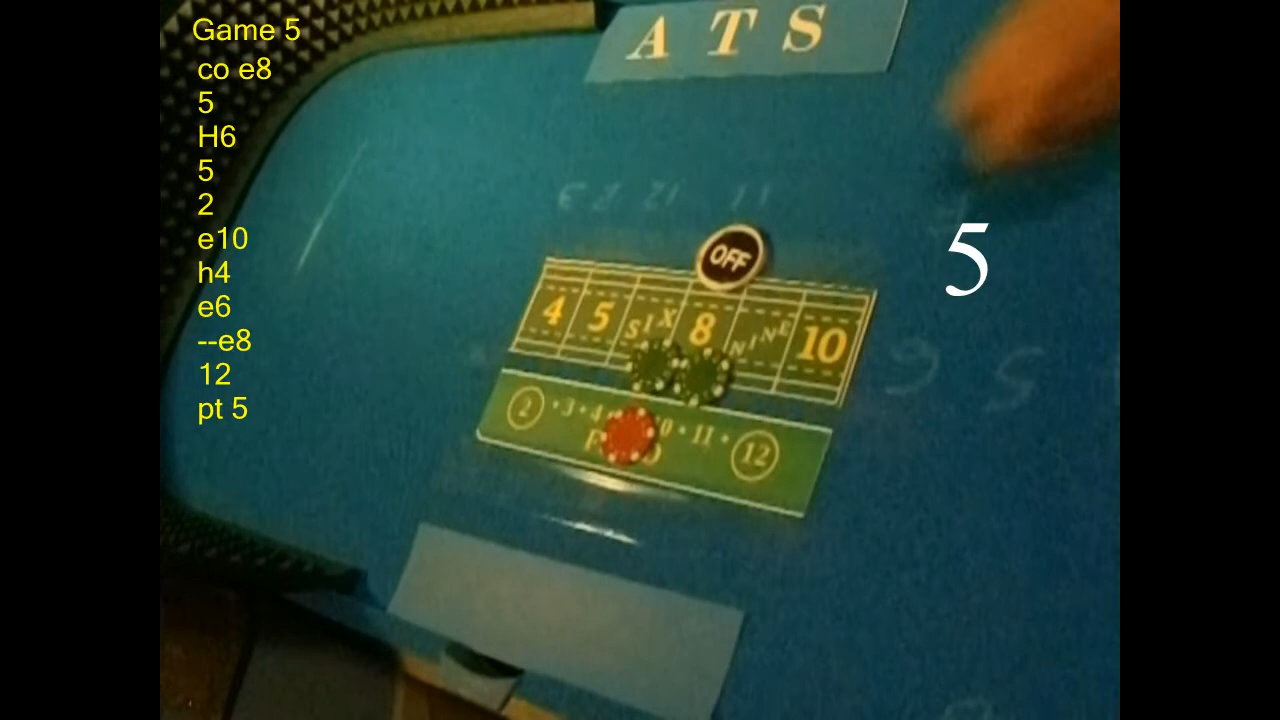 Game 5
co e8
5
H6
5
2
e10
h4
e6
--e8
12
pt 5
A T S
5
OFF
4 5 SIX 8 NINE 10
2 • 3 • 4 • 11 • 12